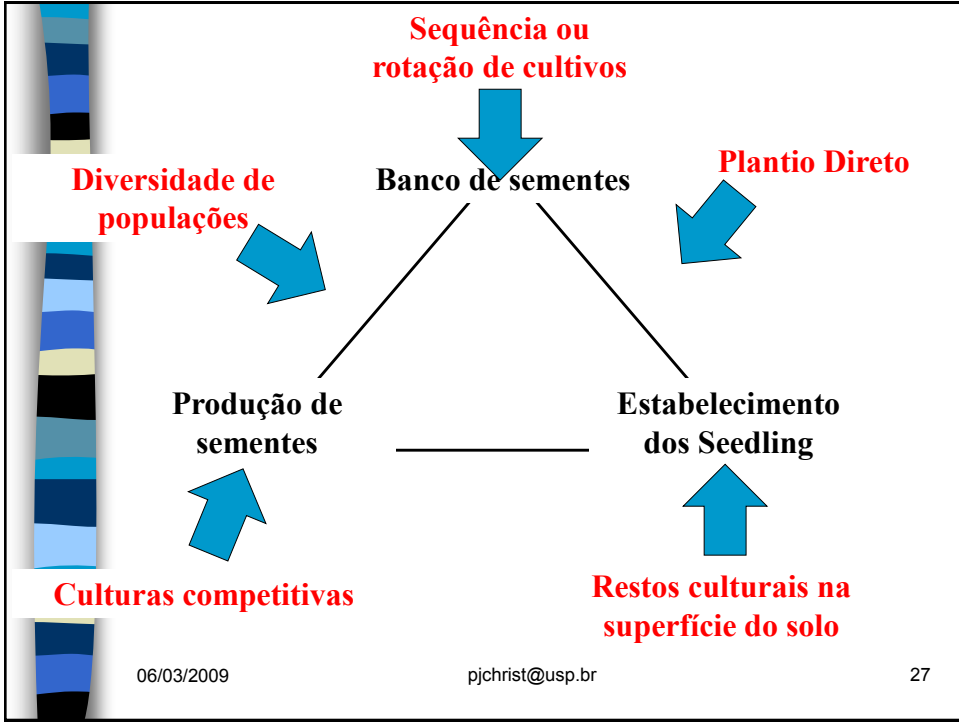 Sequência ou
rotação de cultivos
Diversidade de
populações
Banco de sementes
Plantio Direto
Produção de
sementes
Estabelecimento
dos Seedling
Culturas competitivas
Restos culturais na
superfície do solo
06/03/2009
pjchrist@usp.br
27